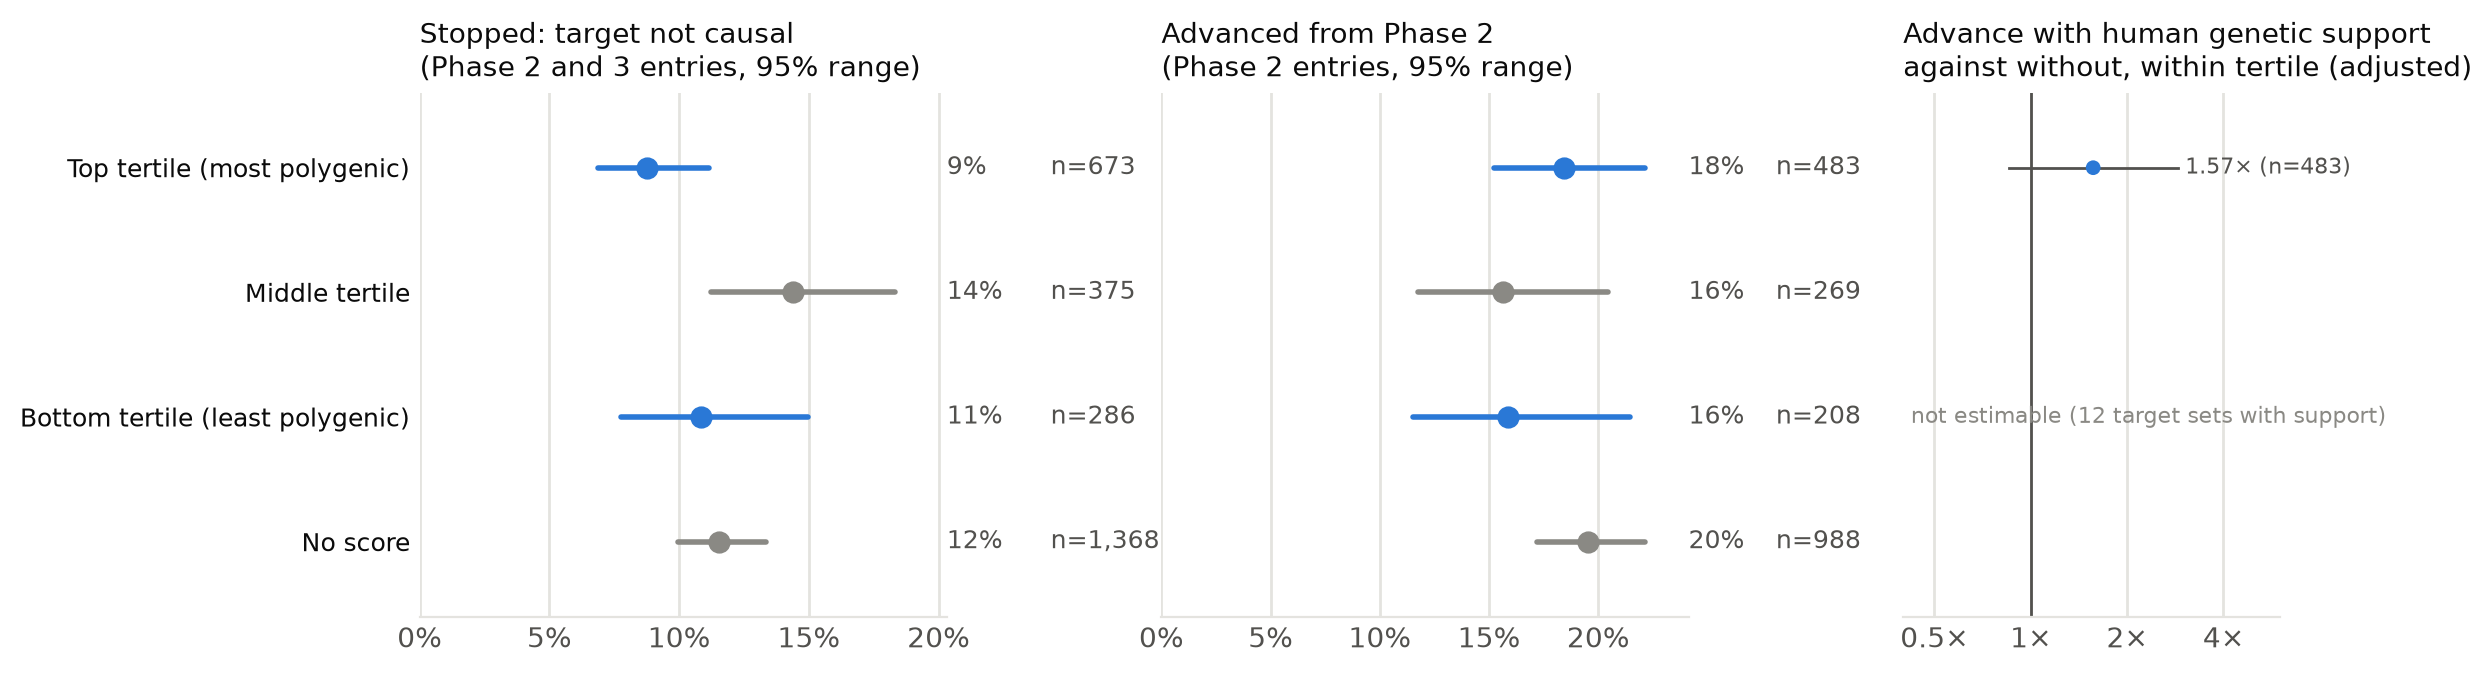 Stopped: target not causal
(Phase 2 and 3 entries, 95% range)
Advanced from Phase 2
(Phase 2 entries, 95% range)
Advance with human genetic support
against without, within tertile (adjusted)
Top tertile (most polygenic)
9%
n=673
18%
n=483
1.57× (n=483)
Middle tertile
14%
n=375
16%
n=269
Bottom tertile (least polygenic)
11%
n=286
16%
n=208
not estimable (12 target sets with support)
No score
12%
n=1,368
20%
n=988
0%
5%
10%
15%
20%
0%
5%
10%
15%
20%
0.5×
1×
2×
4×